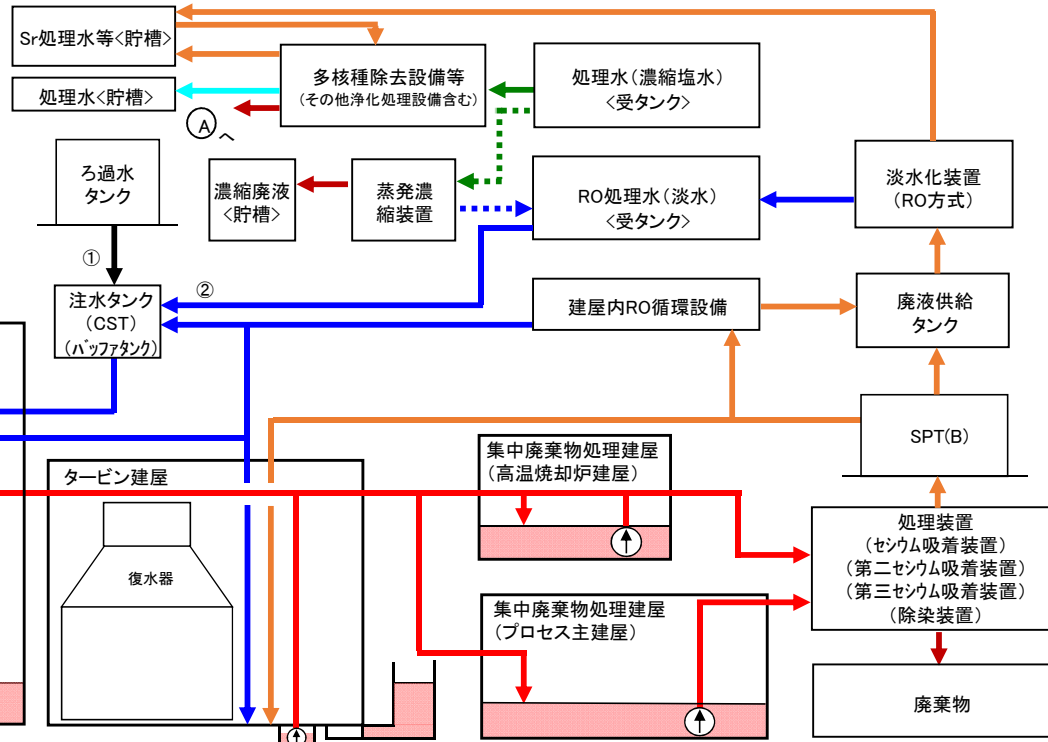 Sr処理水等<貯槽>
処理水<貯槽>
多核種除去設備等
(その他浄化処理設備含む)
Ⓐへ
処理水(濃縮塩水)
<受タンク>
ろ過水
タンク
濃縮廃液
<貯槽>
蒸発濃
縮装置
RO処理水(淡水)
<受タンク>
淡水化装置
(RO方式)
①
②
注水タンク
(CST)
(バッファタンク)
建屋内RO循環設備
廃液供給
タンク
SPT(B)
タービン建屋
復水器
集中廃棄物処理建屋
(高温焼却炉建屋)
集中廃棄物処理建屋
(プロセス主建屋)
処理装置
(セシウム吸着装置)
(第二セシウム吸着装置)
(第三セシウム吸着装置)
(除染装置)
廃棄物